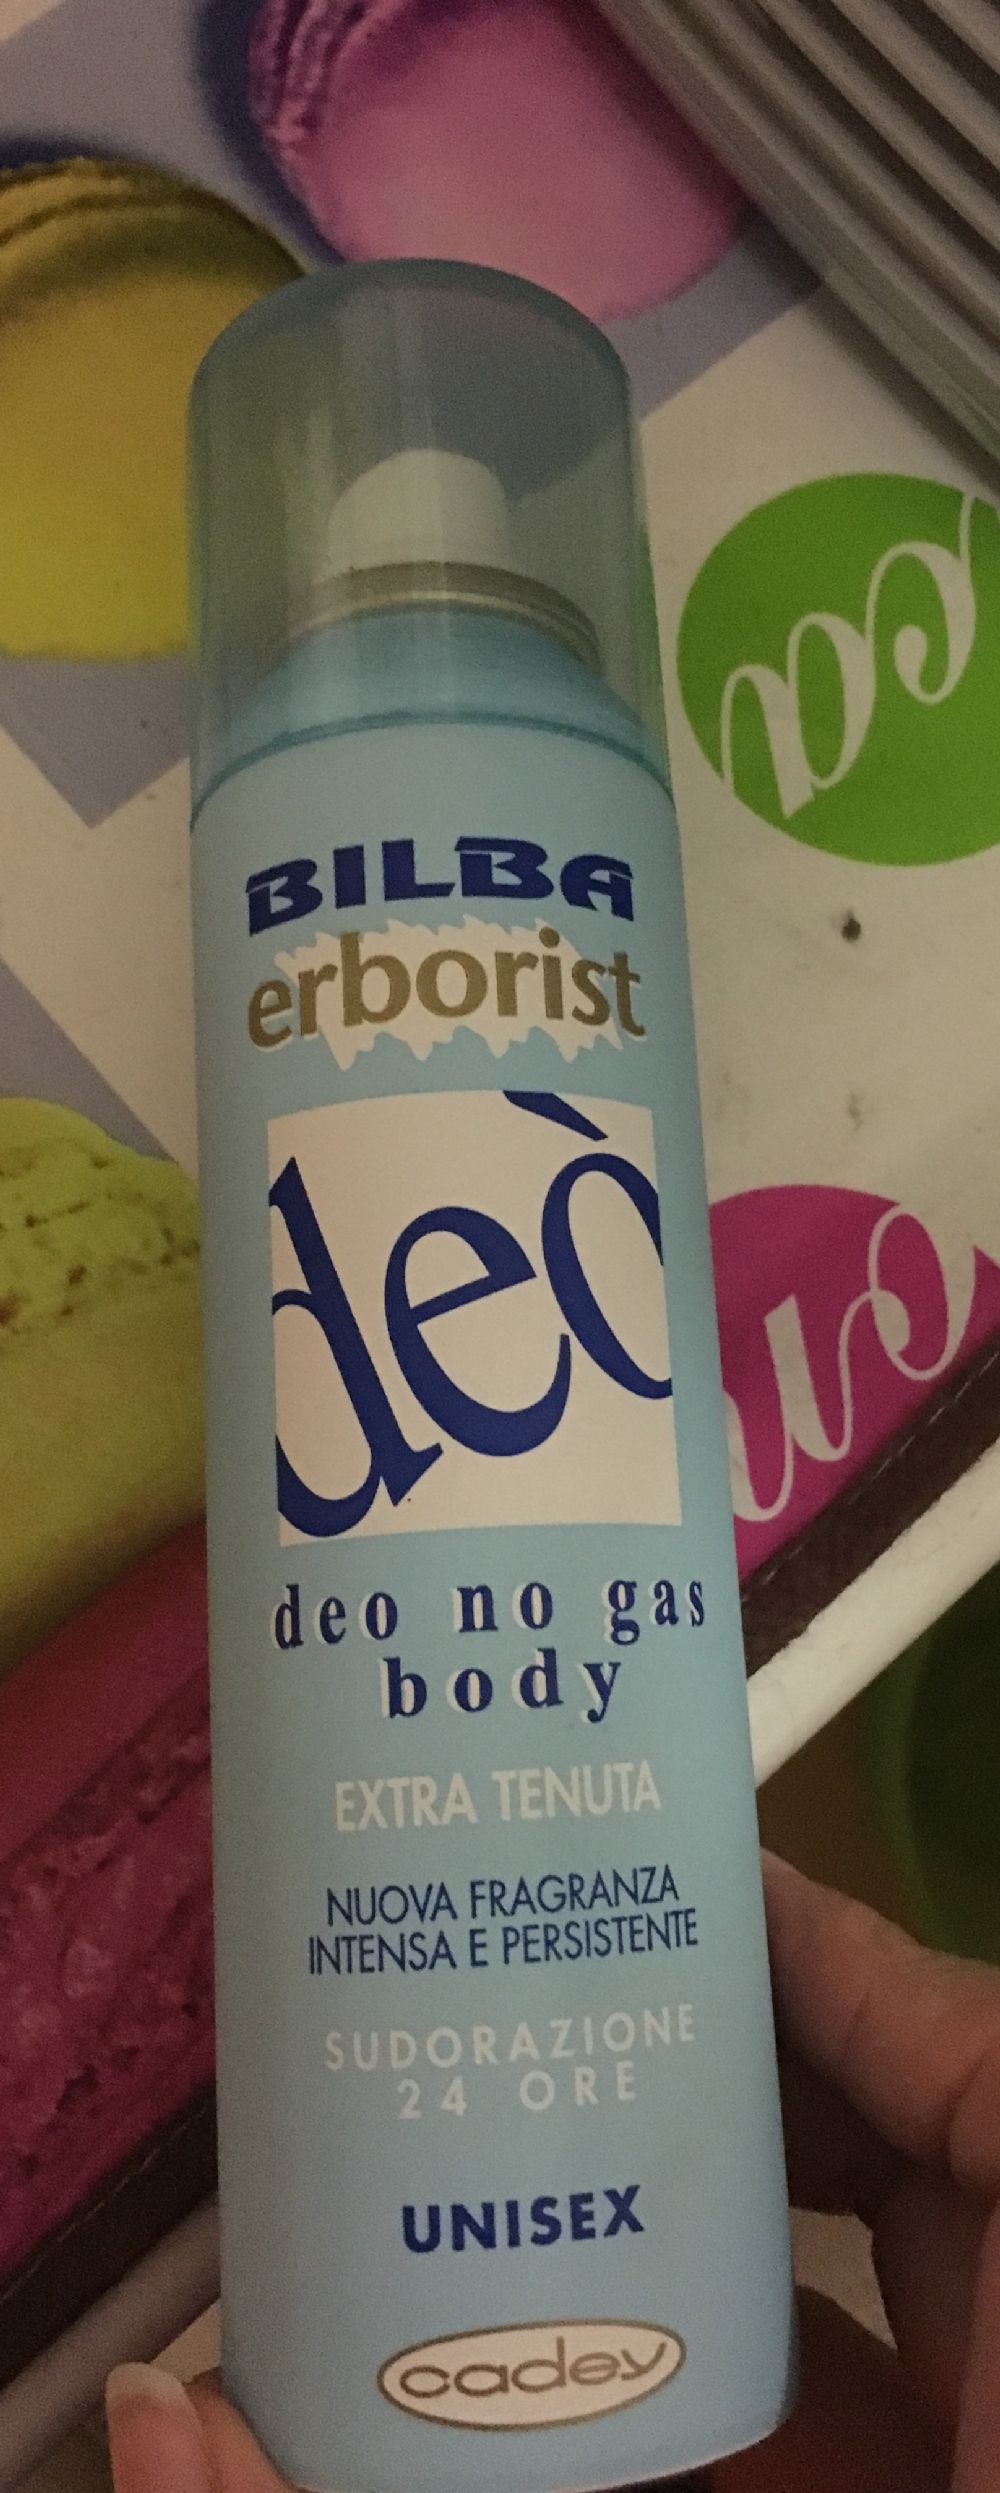 BILBA
erborist
deò
deo no gas
body
EXTRA TENUTA
NUOVA FRAGRANZA
INTENSA E PERSISTENTE
SUDORAZIONE
24 ORE
UNISEX
cadey